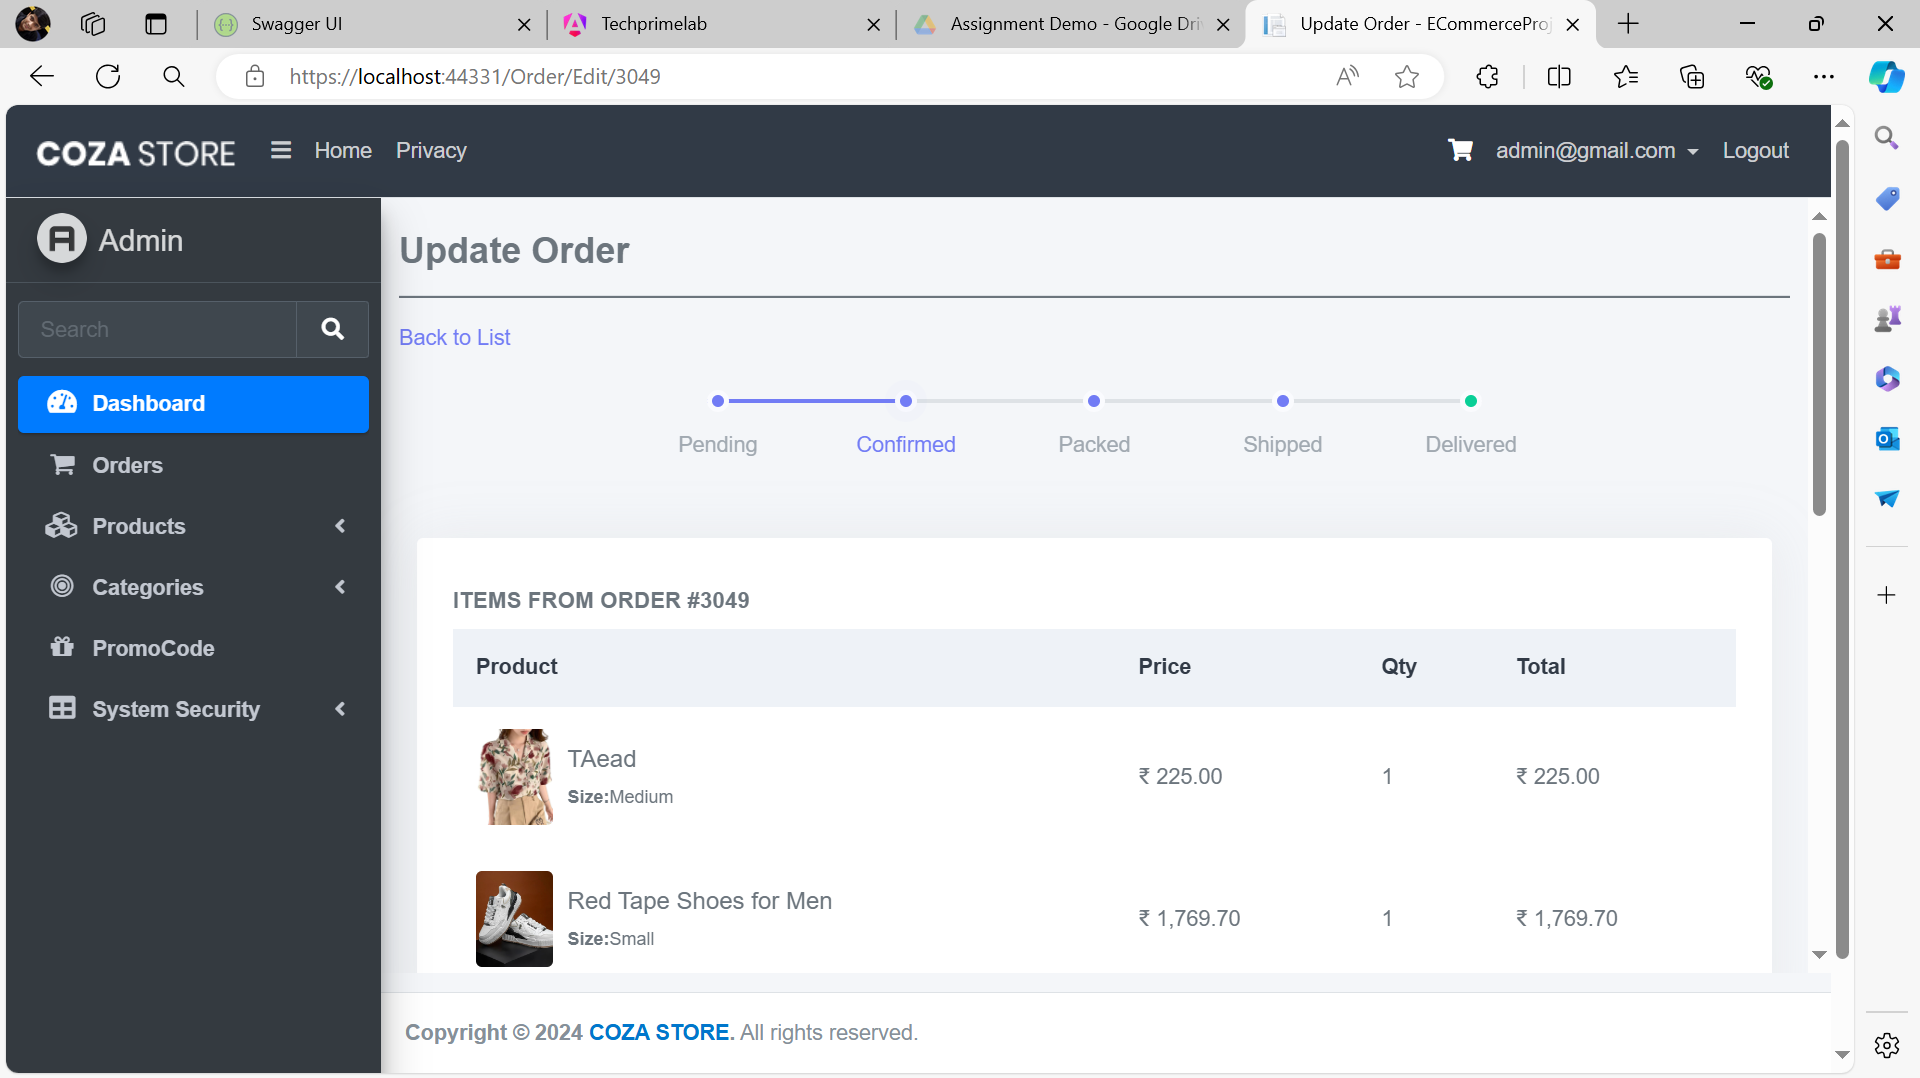 Swagger UI
Techprimelab
Assignment Demo - Google Dri
Update Order - ECommerceProj
https://localhost:44331/Order/Edit/3049
COZA STORE
Home
Privacy
admin@gmail.com
Logout
Admin
Search
Dashboard
Orders
Products
Categories
PromoCode
System Security
Update Order
Back to List
Pending
Confirmed
Packed
Shipped
Delivered
ITEMS FROM ORDER #3049
Product Price Qty Total
TAead
Size:Medium
₹ 225.00 1 ₹ 225.00
Red Tape Shoes for Men
Size:Small
₹ 1,769.70 1 ₹ 1,769.70
Copyright © 2024 COZA STORE. All rights reserved.